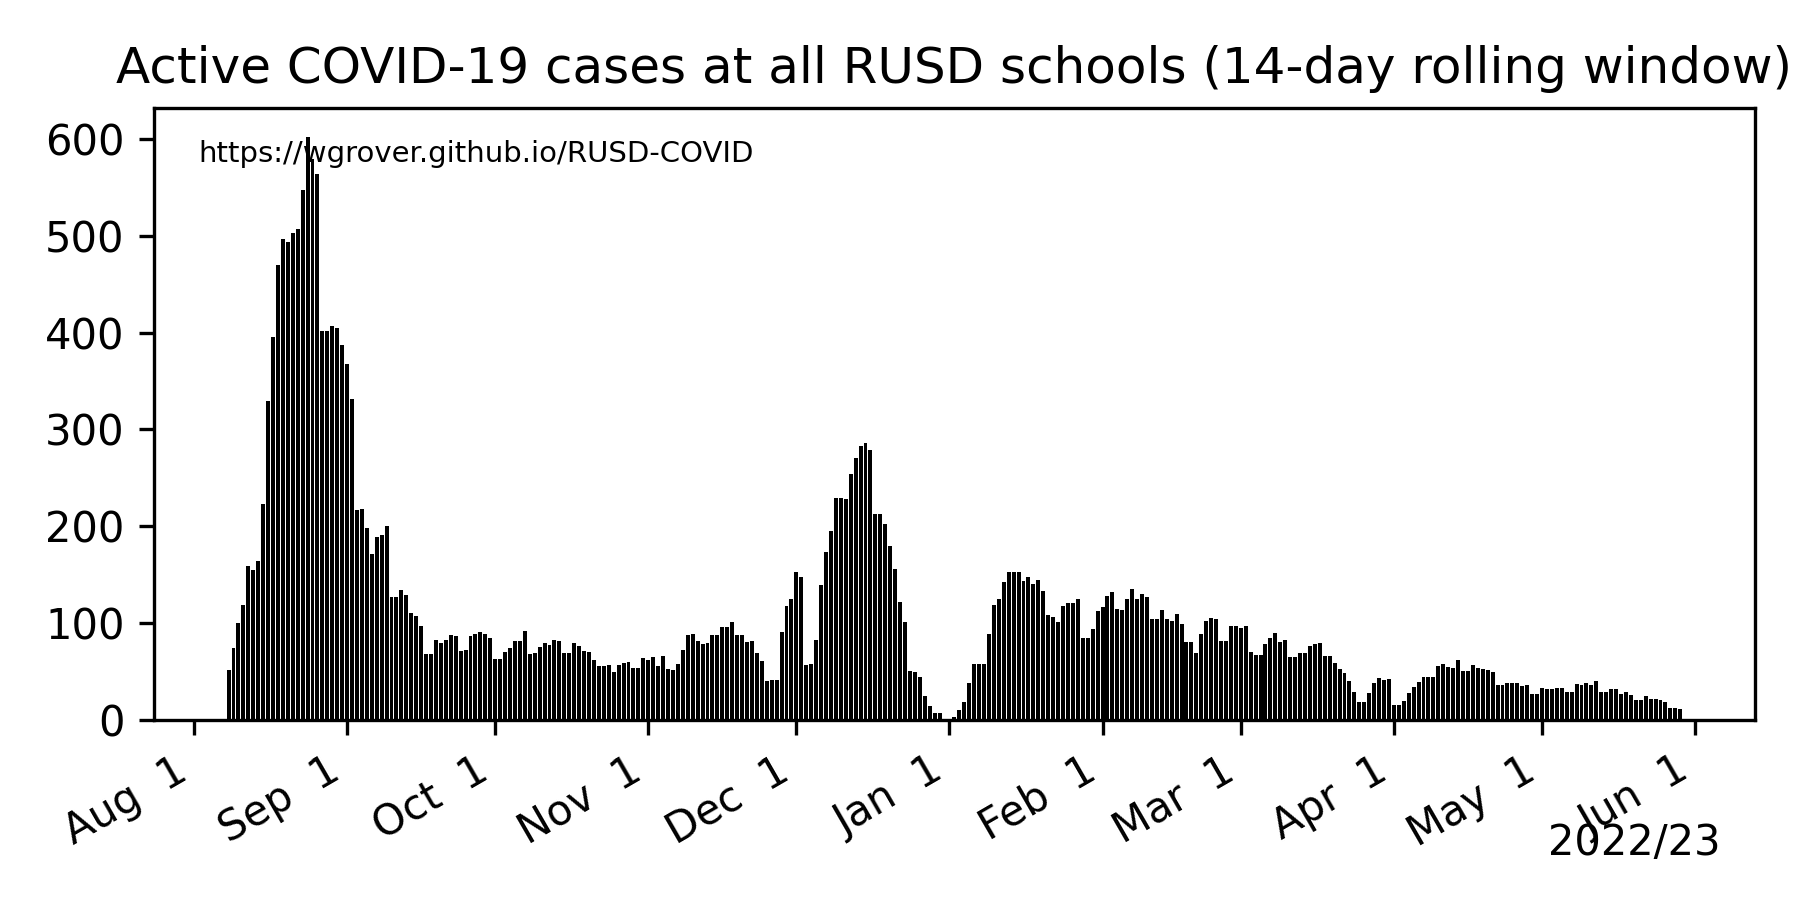 Active COVID-19 cases at all RUSD schools (14-day rolling window)
https://wgrover.github.io/RUSD-COVID
600
500
400
300
200
100
0
Aug 1
Sep 1
Oct 1
Nov 1
Dec 1
Jan 1
Feb 1
Mar 1
Apr 1
May 1
Jun 1
2022/23